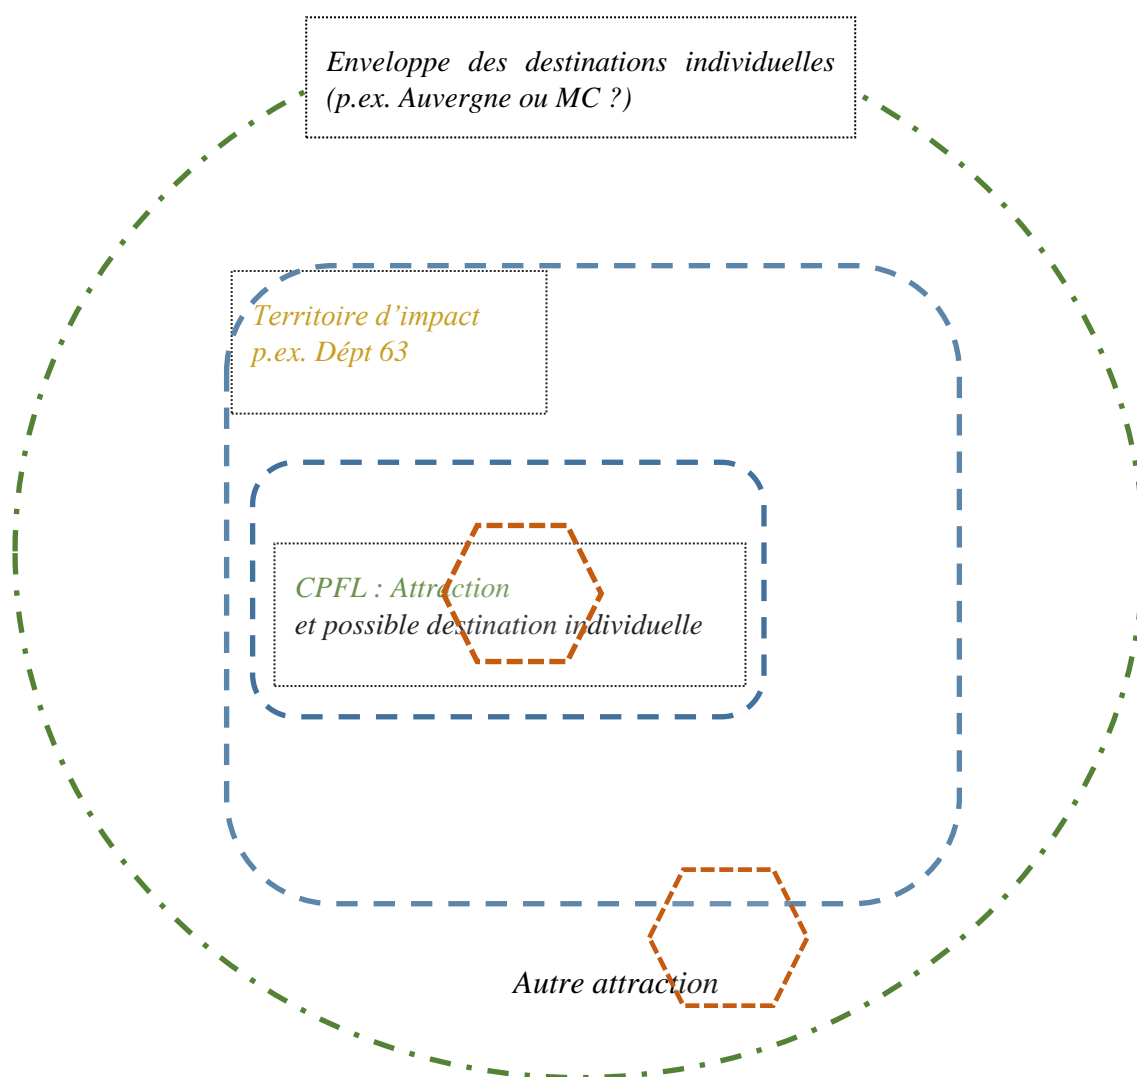 Enveloppe des destinations individuelles
(p.ex. Auvergne ou MC ?)
Territoire d’impact
p.ex. Dépt 63
CPFL : Attraction
et possible destination individuelle
Autre attraction